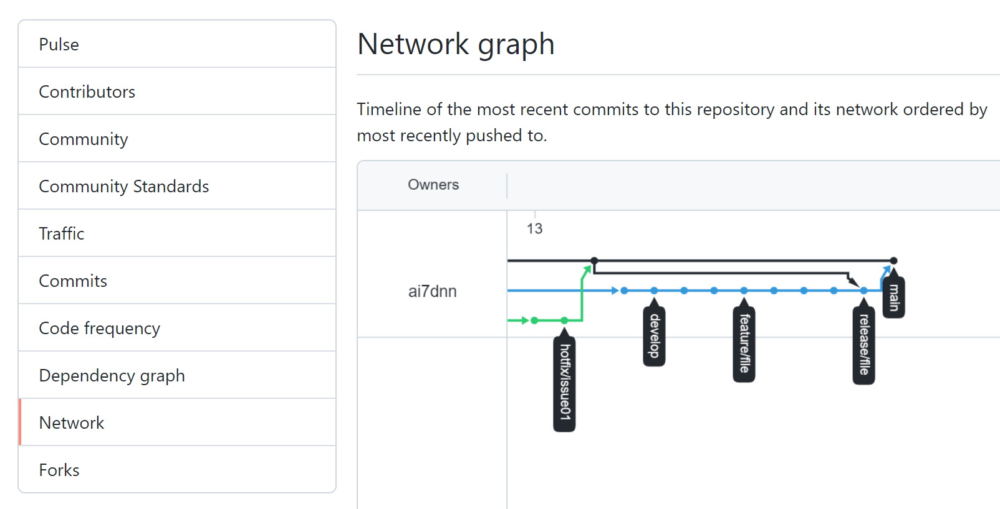 Pulse
Contributors
Community
Community Standards
Traffic
Commits
Code frequency
Dependency graph
Network
Forks
Network graph
Timeline of the most recent commits to this repository and its network ordered by
most recently pushed to.
Owners
13
ai7dnn
main
develop
feature/file
release/file
hotfix/issue01